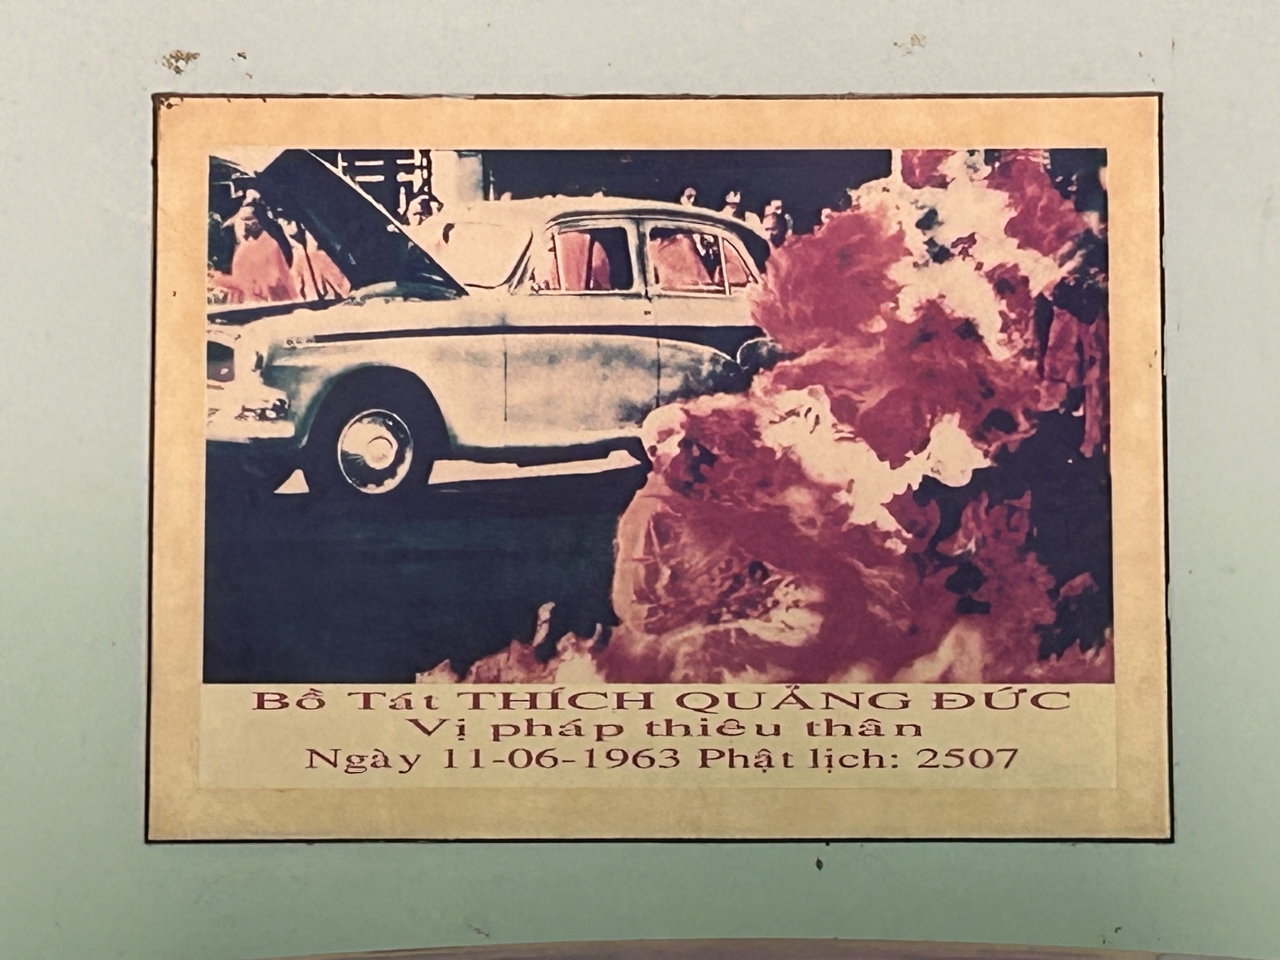 Bồ Tát THÍCH QUẢNG ĐỨC
Vị pháp thiêu thân
Ngày 11-06-1963 Phật lịch: 2507